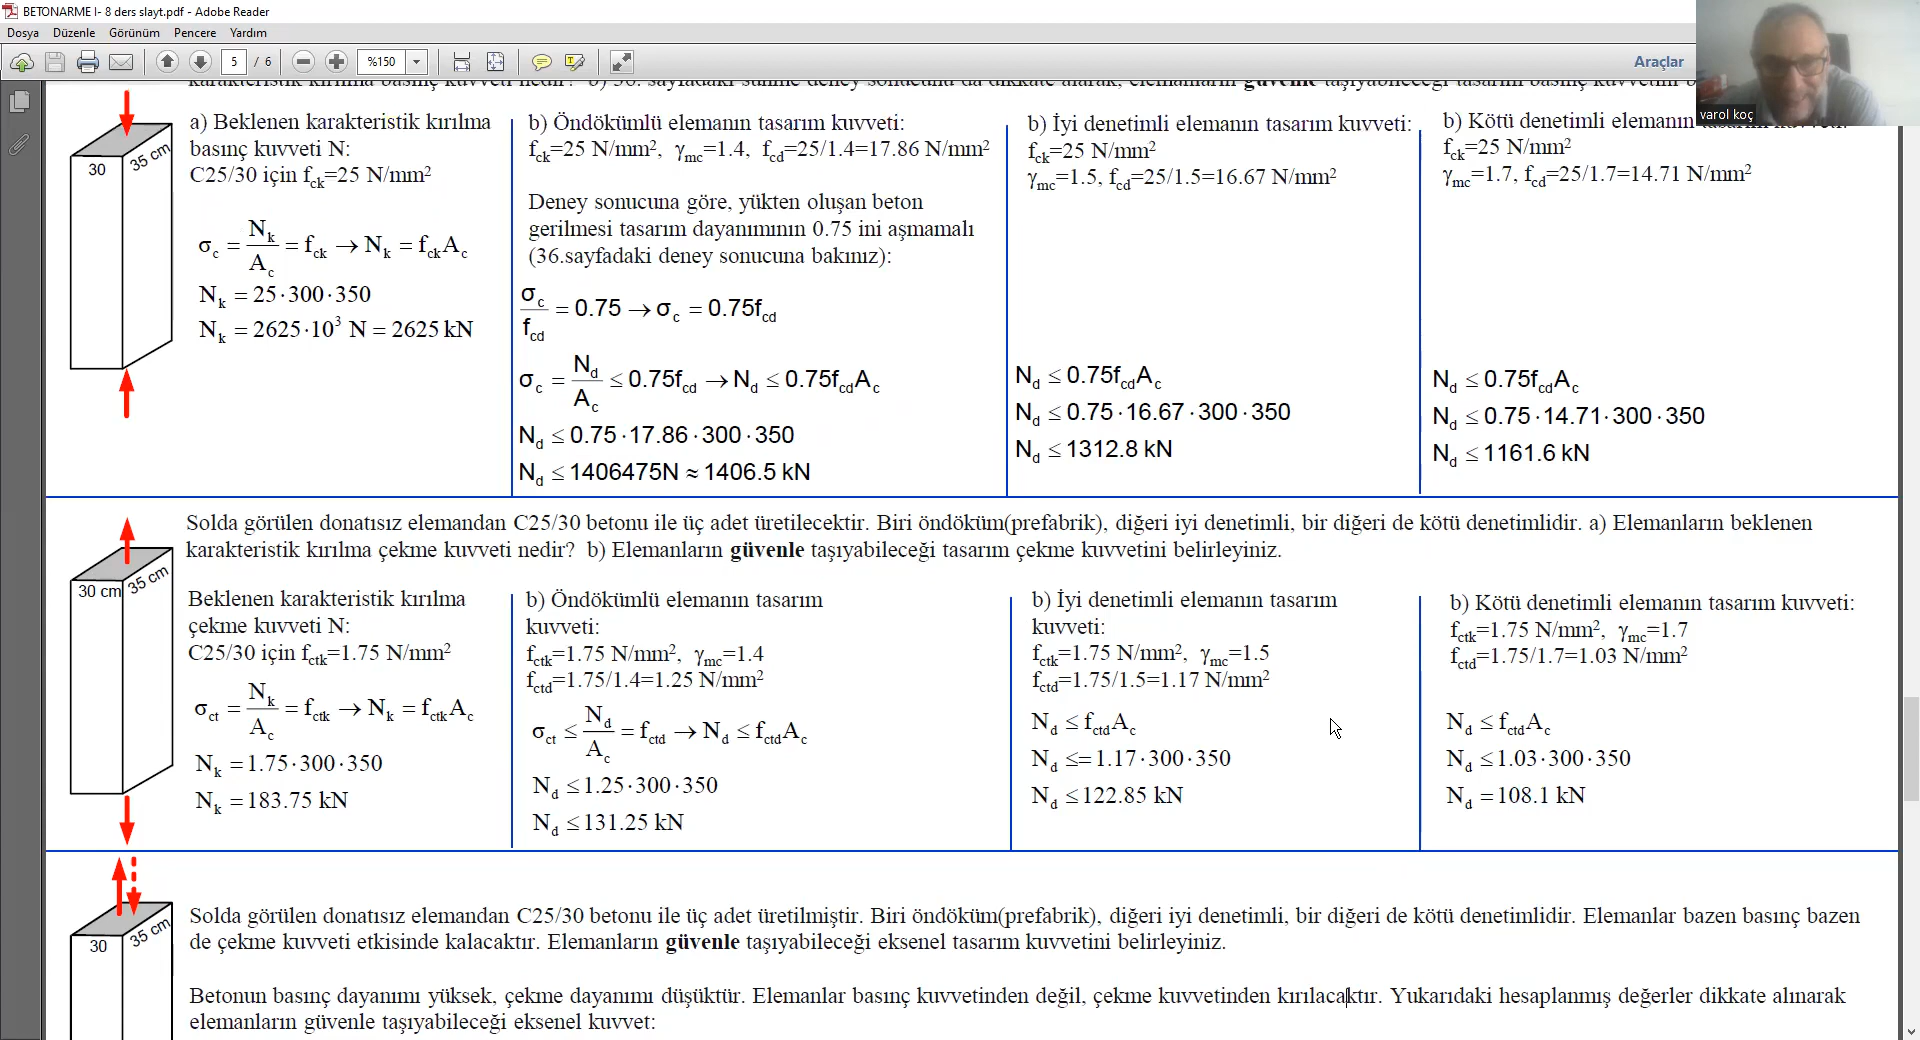 BETONARME I- 8 ders slayt.pdf - Adobe Reader
Dosya Düzenle Görünüm Pencere Yardım
5 / 6 %150 Araçlar
varol koç
karakteristik kırılma basınç kuvveti nedir? b) 36. sayfadaki sünme deney sonucunu da dikkate alarak, elemanların güvenle taşıyabileceği tasarım basınç kuvvetini
30
35 cm
a) Beklenen karakteristik kırılma
basınç kuvveti N:
C25/30 için fck=25 N/mm²
σc = Nk/Ac = fck → Nk = fckAc
Nk = 25·300·350
Nk = 2625·10³ N = 2625 kN
b) Öndökümlü elemanın tasarım kuvveti:
fck=25 N/mm², γmc=1.4, fcd=25/1.4=17.86 N/mm²
Deney sonucuna göre, yükten oluşan beton
gerilmesi tasarım dayanımının 0.75 ini aşmamalı
(36.sayfadaki deney sonucuna bakınız):
σc/fcd = 0.75 → σc = 0.75fcd
σc = Nd/Ac ≤ 0.75fcd → Nd ≤ 0.75fcdAc
Nd ≤ 0.75·17.86·300·350
Nd ≤ 1406475N ≈ 1406.5 kN
b) İyi denetimli elemanın tasarım kuvveti:
fck=25 N/mm²
γmc=1.5, fcd=25/1.5=16.67 N/mm²
Nd ≤ 0.75fcdAc
Nd ≤ 0.75·16.67·300·350
Nd ≤ 1312.8 kN
b) Kötü denetimli elemanın
fck=25 N/mm²
γmc=1.7, fcd=25/1.7=14.71 N/mm²
Nd ≤ 0.75fcdAc
Nd ≤ 0.75·14.71·300·350
Nd ≤ 1161.6 kN
Solda görülen donatısız elemandan C25/30 betonu ile üç adet üretilecektir. Biri öndöküm(prefabrik), diğeri iyi denetimli, bir diğeri de kötü denetimlidir. a) Elemanların beklenen
karakteristik kırılma çekme kuvveti nedir? b) Elemanların güvenle taşıyabileceği tasarım çekme kuvvetini belirleyiniz.
30 cm
35 cm
Beklenen karakteristik kırılma
çekme kuvveti N:
C25/30 için fctk=1.75 N/mm²
σct = Nk/Ac = fctk → Nk = fctkAc
Nk = 1.75·300·350
Nk = 183.75 kN
b) Öndökümlü elemanın tasarım
kuvveti:
fctk=1.75 N/mm², γmc=1.4
fctd=1.75/1.4=1.25 N/mm²
σct ≤ Nd/Ac = fctd → Nd ≤ fctdAc
Nd ≤ 1.25·300·350
Nd ≤ 131.25 kN
b) İyi denetimli elemanın tasarım
kuvveti:
fctk=1.75 N/mm², γmc=1.5
fctd=1.75/1.5=1.17 N/mm²
Nd ≤ fctdAc
Nd ≤= 1.17·300·350
Nd ≤ 122.85 kN
b) Kötü denetimli elemanın tasarım kuvveti:
fctk=1.75 N/mm², γmc=1.7
fctd=1.75/1.7=1.03 N/mm²
Nd ≤ fctdAc
Nd ≤ 1.03·300·350
Nd = 108.1 kN
30
35 cm
Solda görülen donatısız elemandan C25/30 betonu ile üç adet üretilmiştir. Biri öndöküm(prefabrik), diğeri iyi denetimli, bir diğeri de kötü denetimlidir. Elemanlar bazen basınç bazen
de çekme kuvveti etkisinde kalacaktır. Elemanların güvenle taşıyabileceği eksenel tasarım kuvvetini belirleyiniz.
Betonun basınç dayanımı yüksek, çekme dayanımı düşüktür. Elemanlar basınç kuvvetinden değil, çekme kuvvetinden kırılacaktır. Yukarıdaki hesaplanmış değerler dikkate alınarak
elemanların güvenle taşıyabileceği eksenel kuvvet: